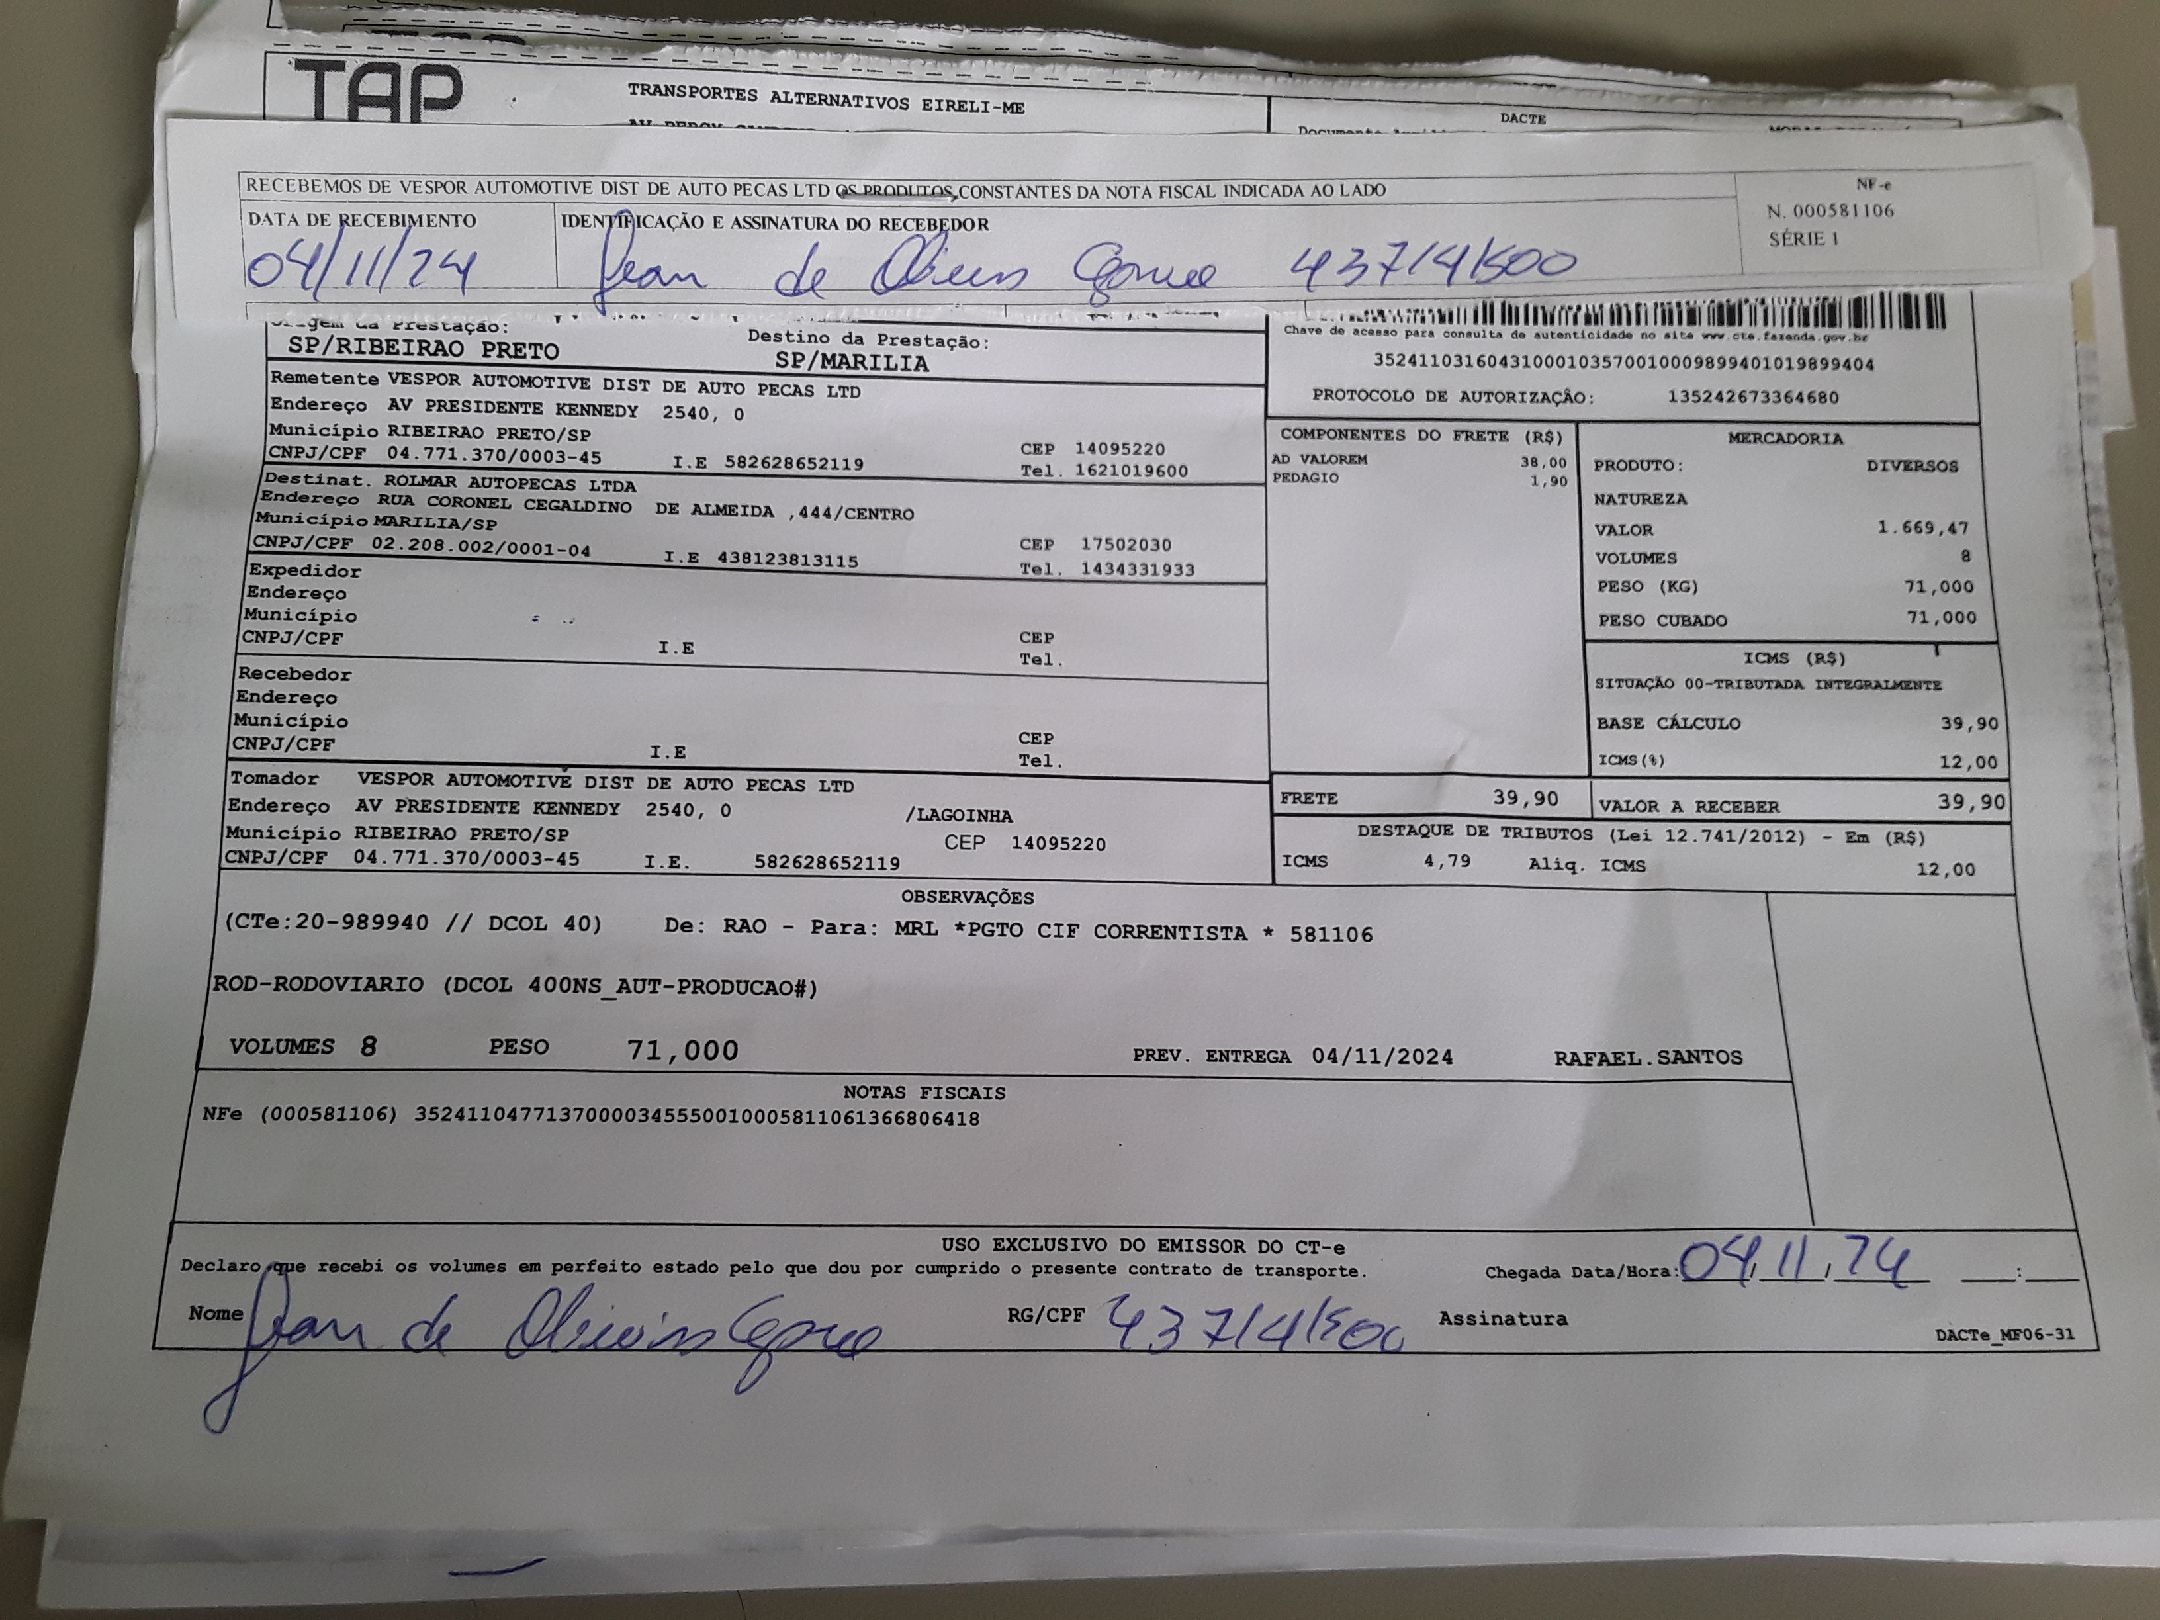 TAP
TRANSPORTES ALTERNATIVOS EIRELI-ME
DACTE
RECEBEMOS DE VESPOR AUTOMOTIVE DIST DE AUTO PECAS LTD OS PRODUTOS CONSTANTES DA NOTA FISCAL INDICADA AO LADO
NF-e
N. 000581106
SÉRIE 1
DATA DE RECEBIMENTO
IDENTIFICAÇÃO E ASSINATURA DO RECEBEDOR
04/11/24 Jean de
Origem da Prestação:
SP/RIBEIRAO PRETO
Destino da Prestação:
SP/MARILIA
Chave de acesso para consulta de autenticidade no site www.cte.fazenda.gov.br
35241103160431000103570010009899401019899404
PROTOCOLO DE AUTORIZAÇÂO: 135242673364680
Remetente VESPOR AUTOMOTIVE DIST DE AUTO PECAS LTD
Endereço AV PRESIDENTE KENNEDY 2540, 0
Município RIBEIRAO PRETO/SP CEP 14095220
CNPJ/CPF 04.771.370/0003-45 I.E 582628652119 Tel. 1621019600
Destinat. ROLMAR AUTOPECAS LTDA
Endereço RUA CORONEL CEGALDINO DE ALMEIDA ,444/CENTRO
Município MARILIA/SP CEP 17502030
CNPJ/CPF 02.208.002/0001-04 I.E 438123813115 Tel. 1434331933
Expedidor
Endereço
Município CEP
CNPJ/CPF I.E Tel.
Recebedor
Endereço
Município CEP
CNPJ/CPF I.E Tel.
Tomador VESPOR AUTOMOTIVE DIST DE AUTO PECAS LTD
Endereço AV PRESIDENTE KENNEDY 2540, 0 /LAGOINHA
Município RIBEIRAO PRETO/SP CEP 14095220
CNPJ/CPF 04.771.370/0003-45 I.E. 582628652119
COMPONENTES DO FRETE (R$)
AD VALOREM 38,00
PEDAGIO 1,90
MERCADORIA
PRODUTO: DIVERSOS
NATUREZA
VALOR 1.669,47
VOLUMES 8
PESO (KG) 71,000
PESO CUBADO 71,000
ICMS (R$)
SITUAÇÃO 00-TRIBUTADA INTEGRALMENTE
BASE CÁLCULO 39,90
ICMS(%) 12,00
FRETE 39,90 VALOR A RECEBER 39,90
DESTAQUE DE TRIBUTOS (Lei 12.741/2012) - Em (R$)
ICMS 4,79 Aliq. ICMS 12,00
OBSERVAÇÕES
(CTe:20-989940 // DCOL 40) De: RAO - Para: MRL *PGTO CIF CORRENTISTA * 581106
ROD-RODOVIARIO (DCOL 400NS_AUT-PRODUCAO#)
VOLUMES 8 PESO 71,000 PREV. ENTREGA 04/11/2024 RAFAEL.SANTOS
NOTAS FISCAIS
NFe (000581106) 35241104771370000345550010005811061366806418
USO EXCLUSIVO DO EMISSOR DO CT-e
Declaro que recebi os volumes em perfeito estado pelo que dou por cumprido o presente contrato de transporte. Chegada Data/Hora: 04,11,24 :
Nome Jean de RG/CPF Assinatura
DACTe_MF06-31